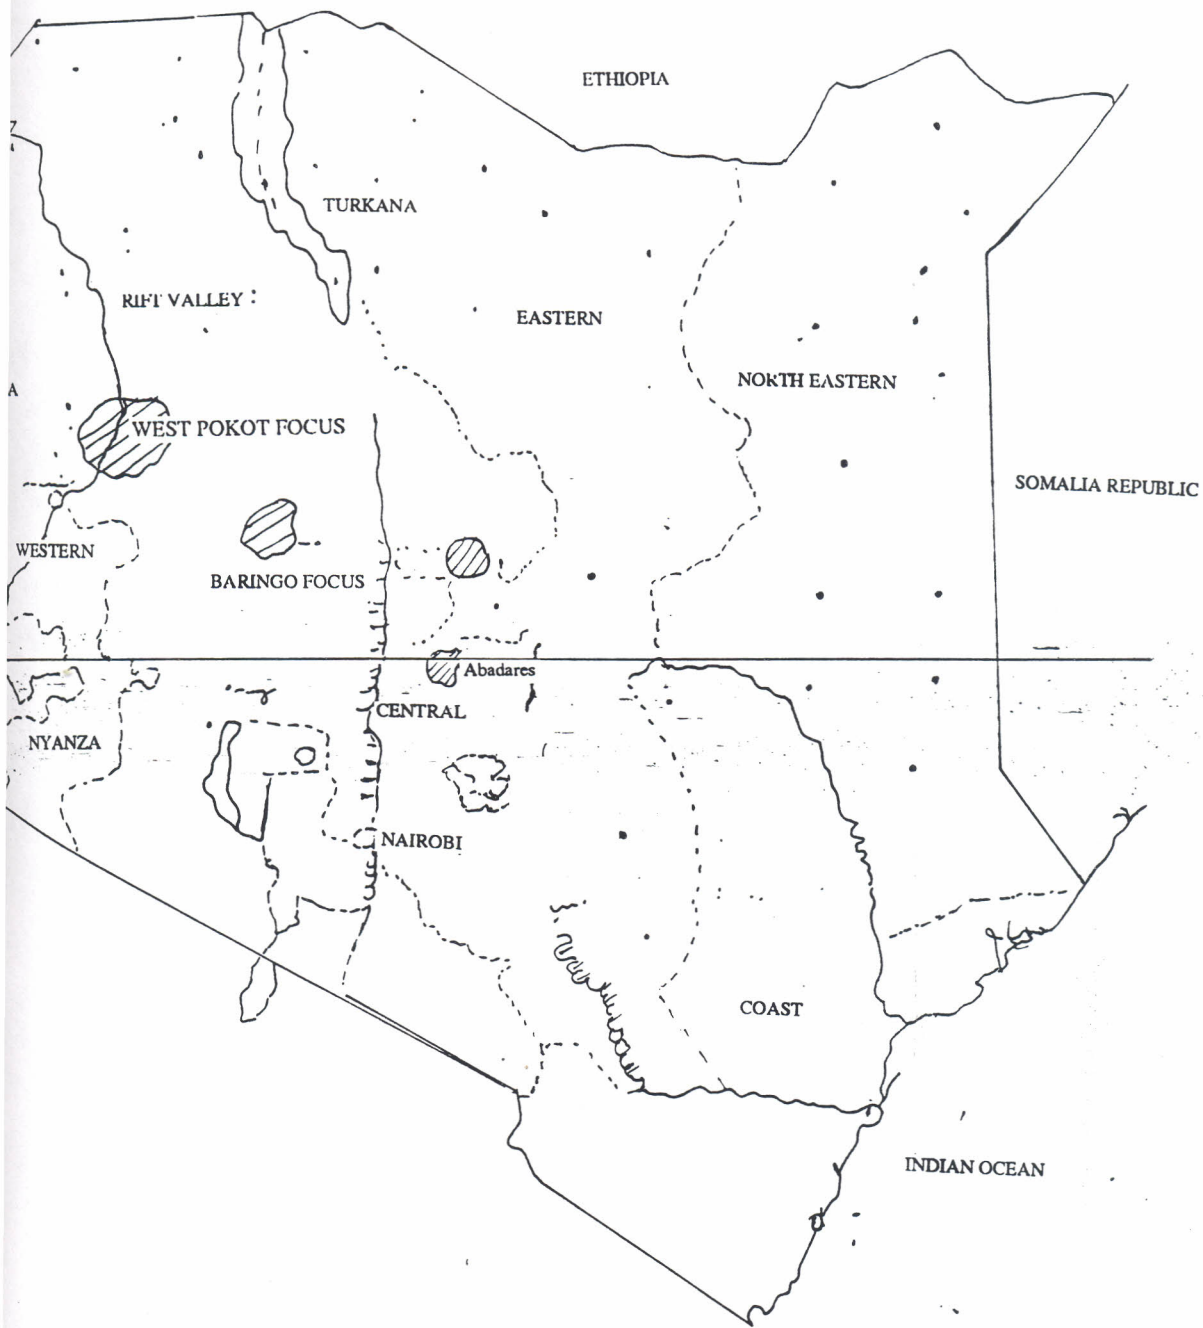 ETHIOPIA
TURKANA
RIFT VALLEY :
EASTERN
NORTH EASTERN
A
WEST POKOT FOCUS
SOMALIA REPUBLIC
WESTERN
BARINGO FOCUS
Abadares
CENTRAL
NYANZA
NAIROBI
COAST
INDIAN OCEAN